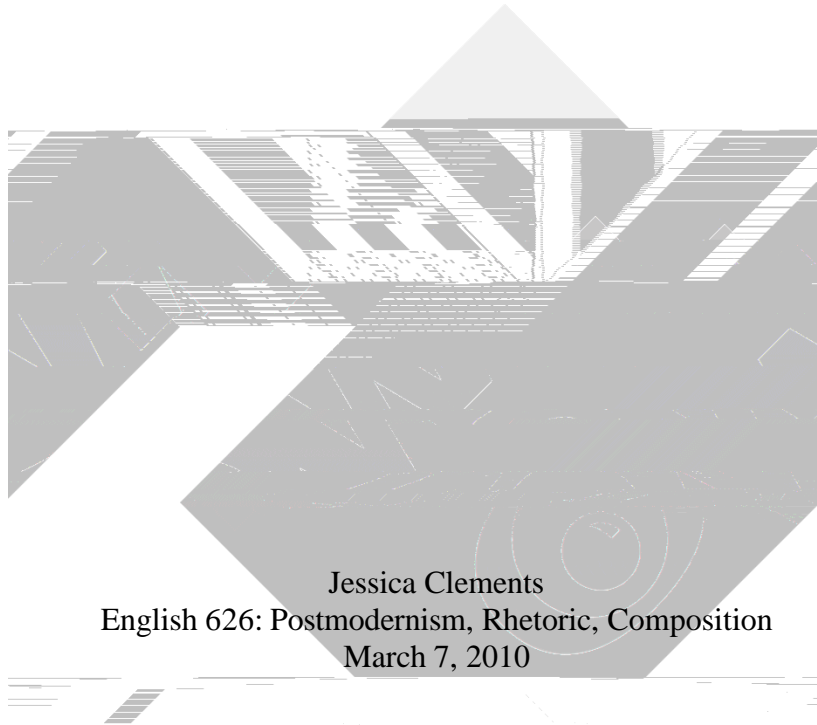 Jessica Clements
English 626: Postmodernism, Rhetoric, Composition
March 7, 2010